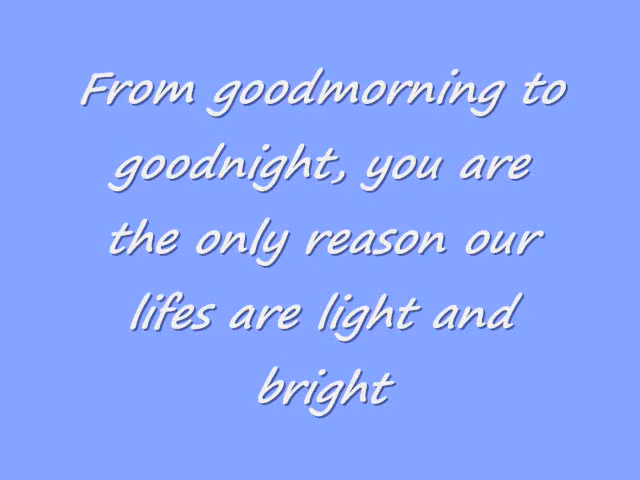 From goodmorning to
goodnight, you are
the only reason our
lifes are light and
bright